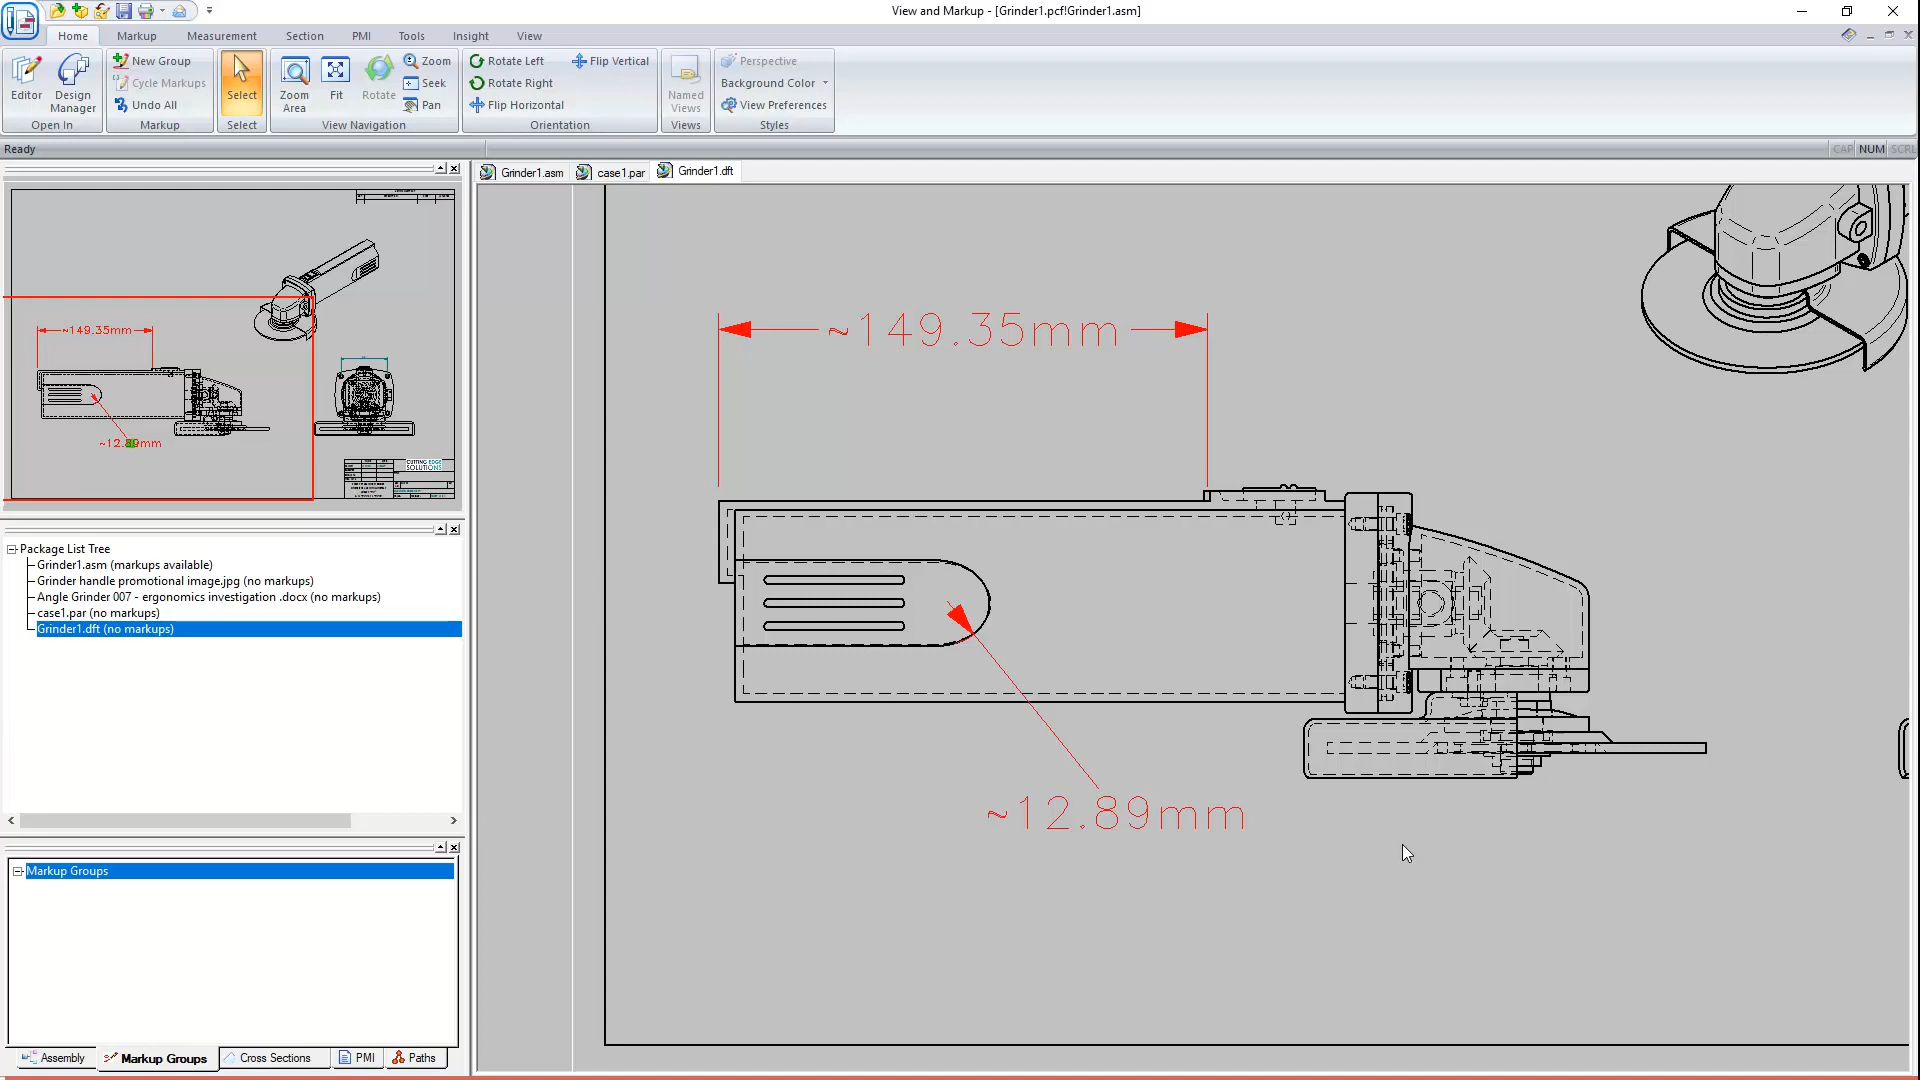 View and Markup - [Grinder1.pcf!Grinder1.asm]
Home Markup Measurement Section PMI Tools Insight View
Editor
Design Manager
Open In
New Group
Cycle Markups
Undo All
Markup
Select
Select
Zoom Area
Fit
Rotate
Zoom
Seek
Pan
View Navigation
Rotate Left
Rotate Right
Flip Horizontal
Flip Vertical
Orientation
Named Views
Views
Perspective
Background Color
View Preferences
Styles
Ready
CAP NUM SCRL
Grinder1.asm case1.par Grinder1.dft
~149.35mm
~12.89mm
CUTTING EDGE
SOLUTIONS
~149.35mm
~12.89mm
Package List Tree
Grinder1.asm (markups available)
Grinder handle promotional image.jpg (no markups)
Angle Grinder 007 - ergonomics investigation .docx (no markups)
case1.par (no markups)
Grinder1.dft (no markups)
Markup Groups
Assembly Markup Groups Cross Sections PMI Paths